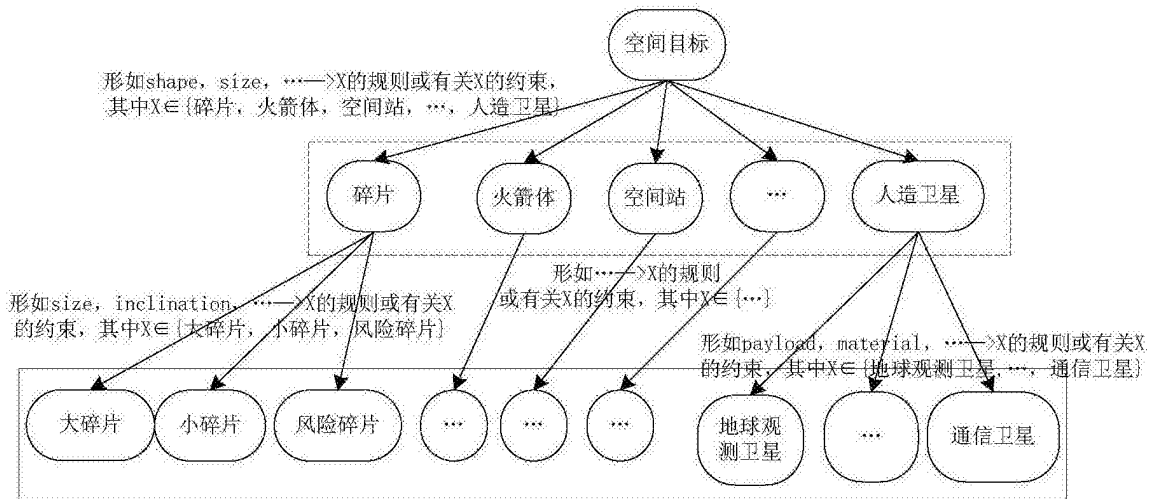 空间目标
形如shape, size, …—>X的规则或有关X的约束,
其中X∈{碎片, 火箭体, 空间站, …, 人造卫星}
碎片
火箭体
空间站
…
人造卫星
形如…—>X的规则
或有关X的约束, 其中X∈{…}
形如size, inclination, …—>X的规则或有关X
的约束, 其中X∈{大碎片, 小碎片, 风险碎片}
形如payload, material, …—>X的规则或有关X
的约束, 其中X∈{地球观测卫星, …, 通信卫星}
大碎片
小碎片
风险碎片
…
…
…
地球观
测卫星
…
通信卫星